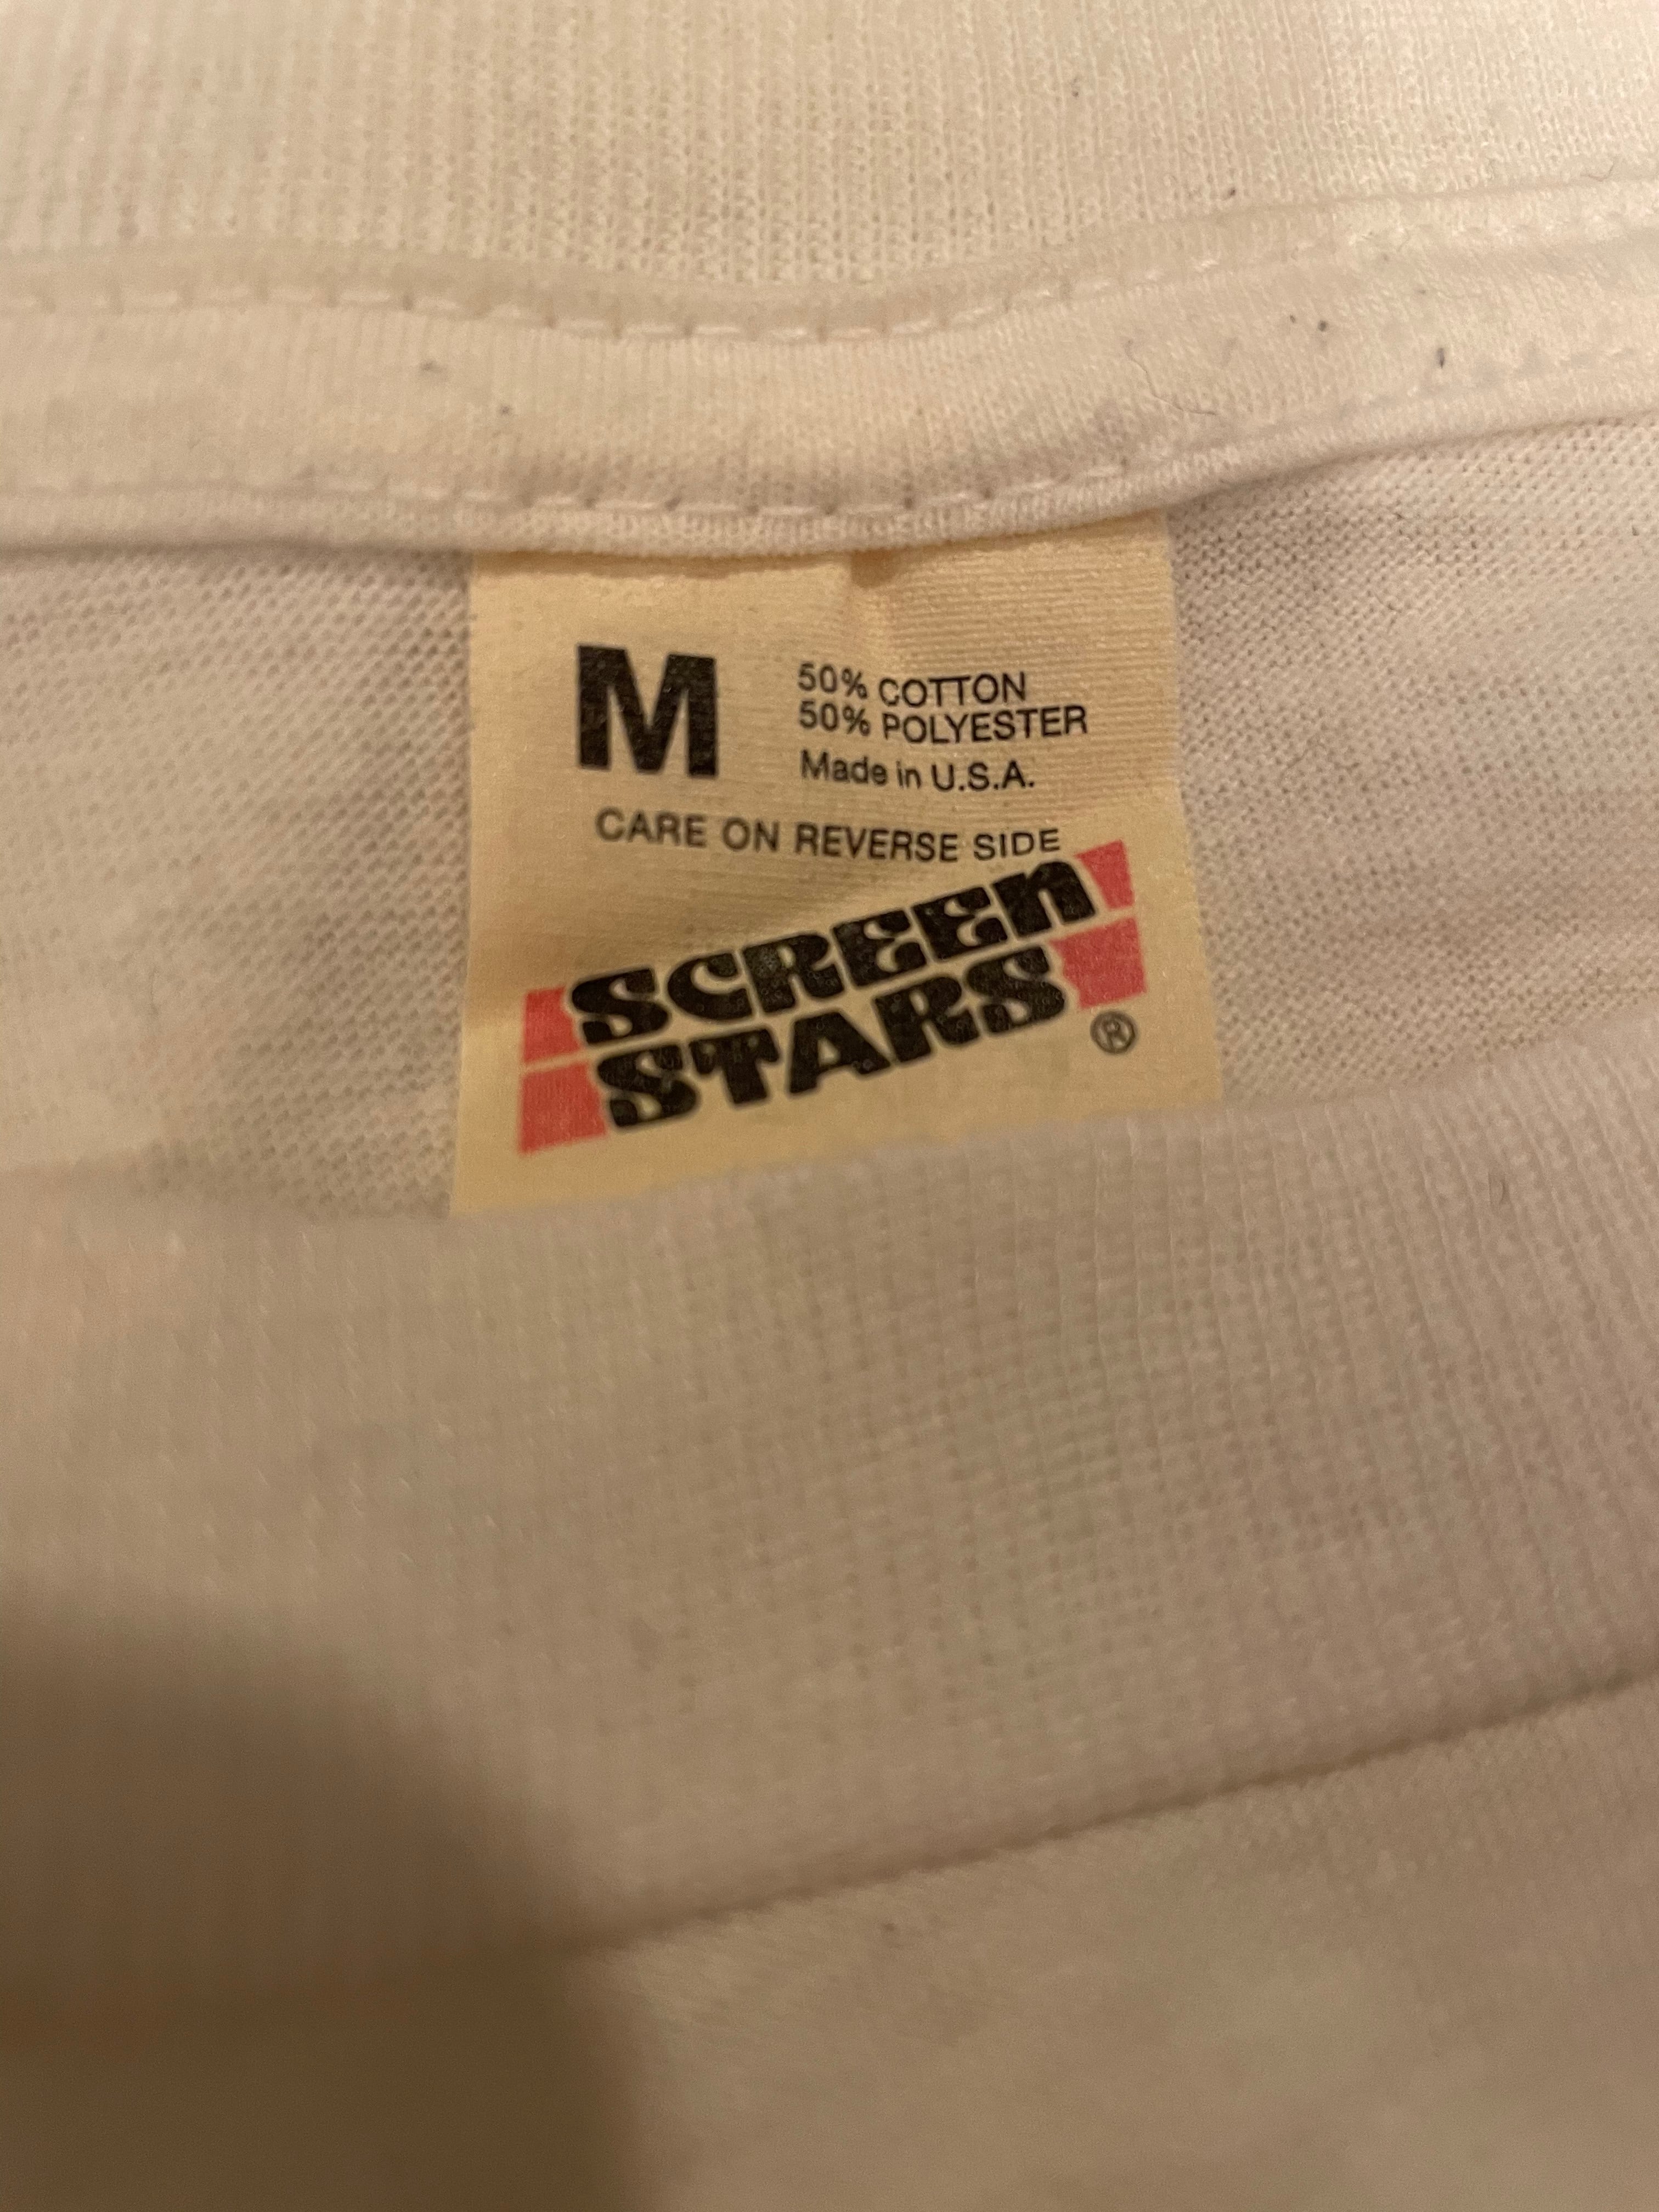 M
50% COTTON
50% POLYESTER
Made in U.S.A.
CARE ON REVERSE SIDE
SCREEN
STARS
®